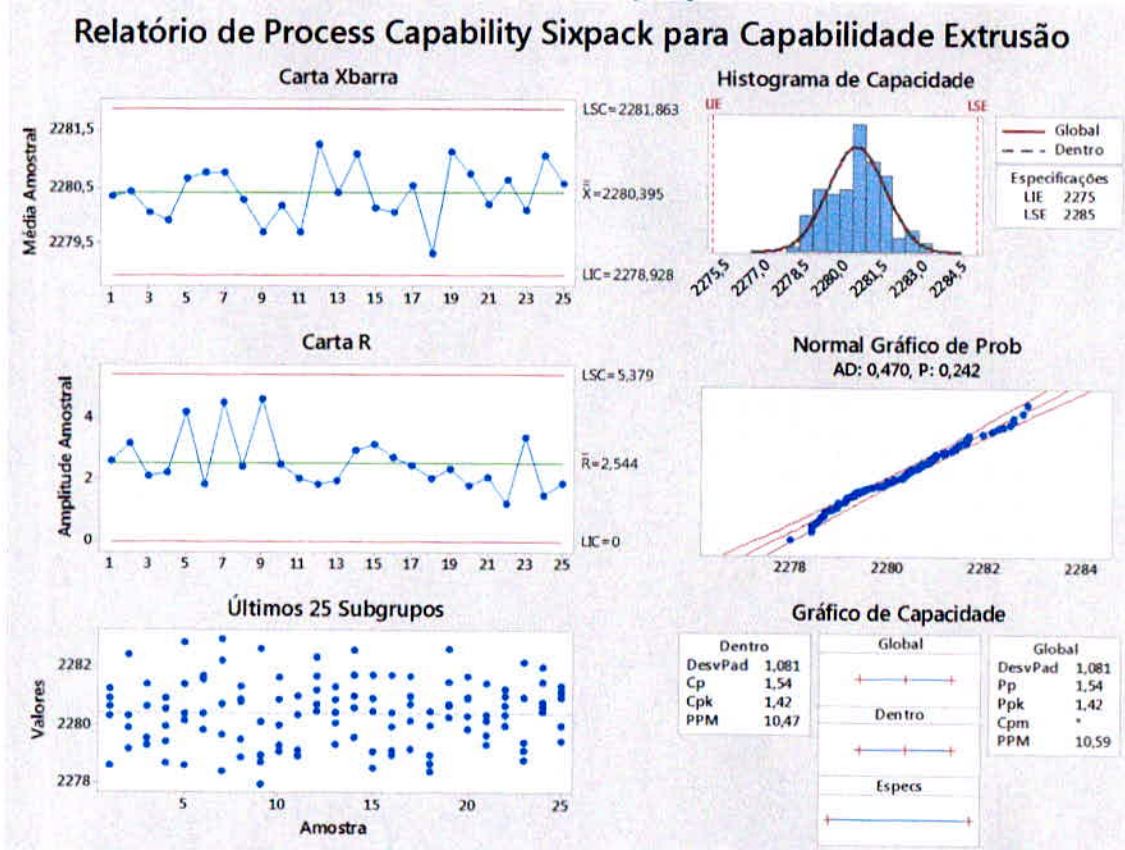 Relatório de Process Capability Sixpack para Capabilidade Extrusão
Carta Xbarra
Média Amostral
2281,5
2280,5
2279,5
LSC=2281,863
X=2280,395
LIC=2278,928
1 3 5 7 9 11 13 15 17 19 21 23 25
Histograma de Capacidade
LIE LSE
2275,5 2277,0 2278,5 2280,0 2281,5 2283,0 2284,5
Global
Dentro
Especificações
LIE 2275
LSE 2285
Carta R
Amplitude Amostral
4
2
0
LSC=5,379
R=2,544
LIC=0
1 3 5 7 9 11 13 15 17 19 21 23 25
Normal Gráfico de Prob
AD: 0,470, P: 0,242
2278 2280 2282 2284
Últimos 25 Subgrupos
Valores
2282
2280
2278
5 10 15 20 25
Amostra
Gráfico de Capacidade
Dentro
DesvPad 1,081
Cp 1,54
Cpk 1,42
PPM 10,47
Global
Dentro
Especs
Global
DesvPad 1,081
Pp 1,54
Ppk 1,42
Cpm *
PPM 10,59